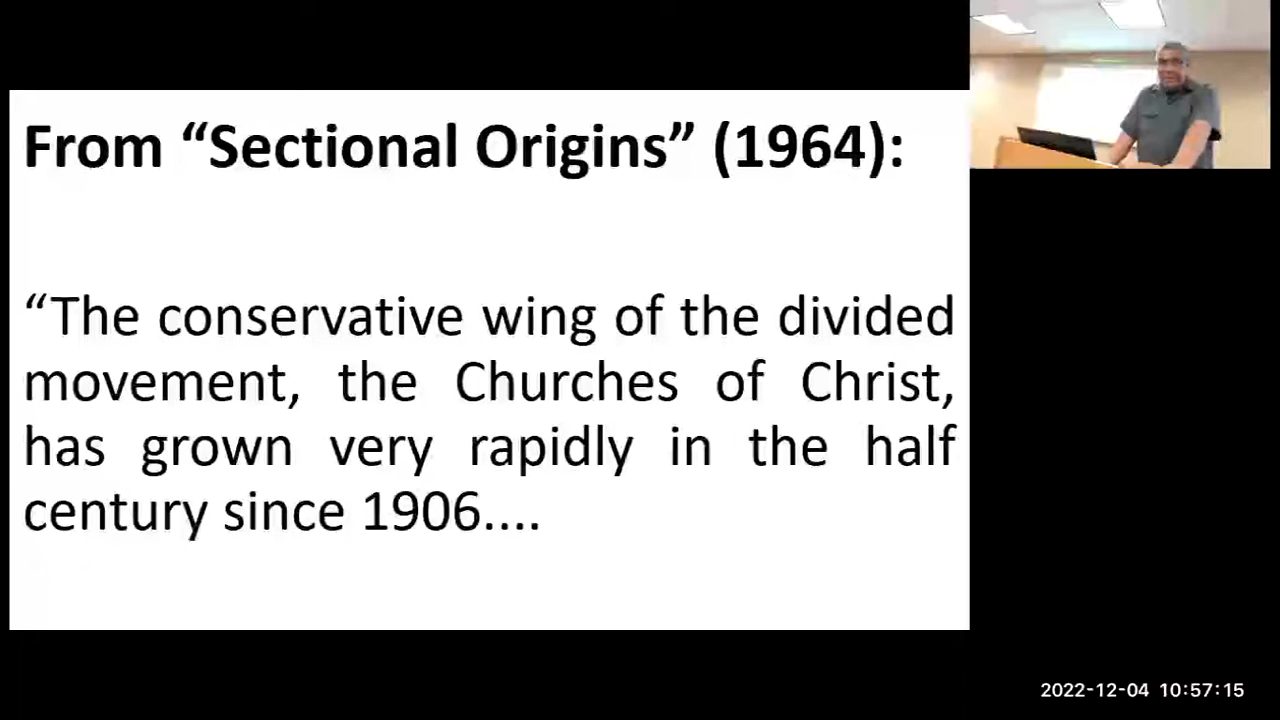 From “Sectional Origins” (1964):
“The conservative wing of the divided
movement, the Churches of Christ,
has grown very rapidly in the half
century since 1906....
2022-12-04 10:57:15